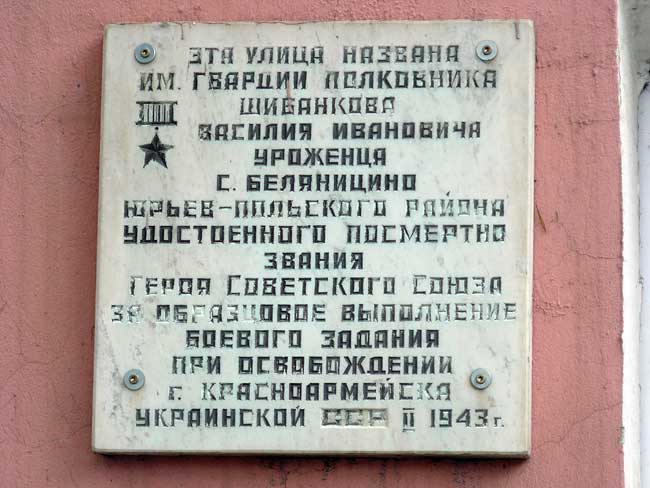 ЭТА УЛИЦА НАЗВАНА
ИМ. ГВАРДИИ ПОЛКОВНИКА
ШИБАНКОВА
ВАСИЛИЯ ИВАНОВИЧА
УРОЖЕНЦА
С. БЕЛЯНИЦИНО
ЮРЬЕВ-ПОЛЬСКОГО РАЙОНА
УДОСТОЕННОГО ПОСМЕРТНО
ЗВАНИЯ
ГЕРОЯ СОВЕТСКОГО СОЮЗА
ЗА ОБРАЗЦОВОЕ ВЫПОЛНЕНИЕ
БОЕВОГО ЗАДАНИЯ
ПРИ ОСВОБОЖДЕНИИ
Г. КРАСНОАРМЕЙСКА
УКРАИНСКОЙ ССР II 1943 г.